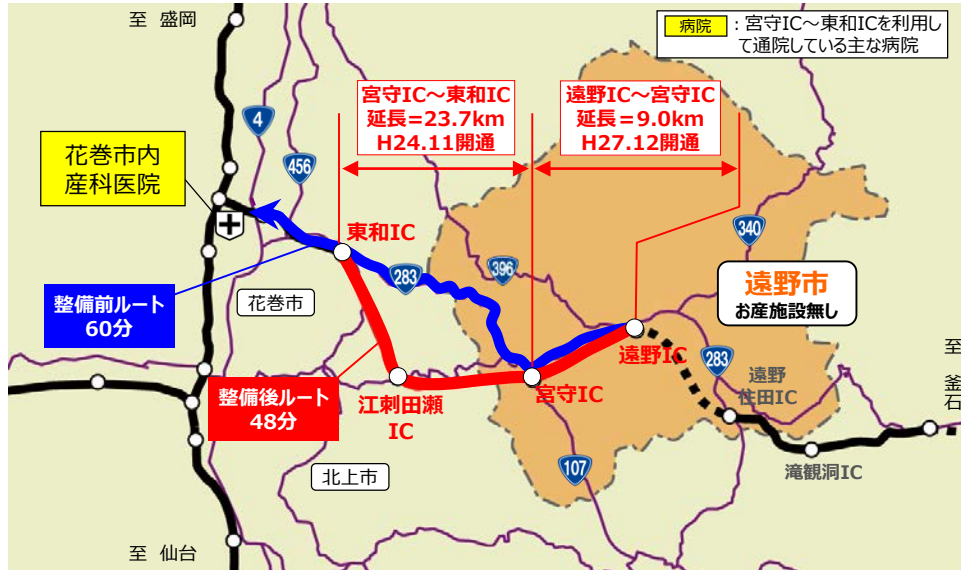 至 盛岡
病院 : 宮守IC～東和ICを利用し
て通院している主な病院
宮守IC～東和IC
延長=23.7km
H24.11開通
遠野IC～宮守IC
延長=9.0km
H27.12開通
4
456
花巻市内
産科医院
東和IC
283
396
340
遠野市
お産施設無し
整備前ルート
60分
花巻市
遠野IC
283
至
釜石
遠野
住田IC
整備後ルート
48分
江刺田瀬
IC
宮守IC
北上市
107
滝観洞IC
至 仙台